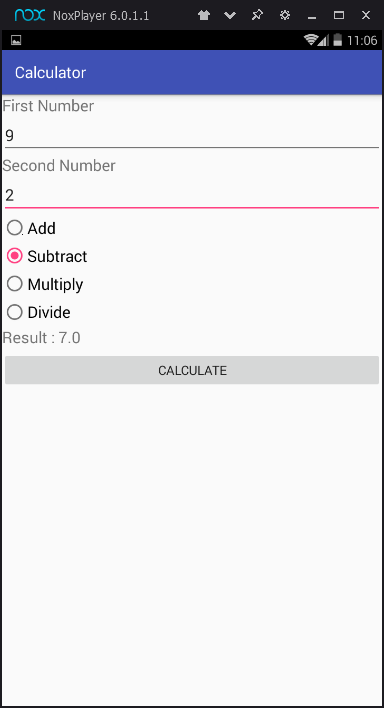 nox NoxPlayer 6.0.1.1
11:06
Calculator
First Number
9
Second Number
2
Add
Subtract
Multiply
Divide
Result : 7.0
CALCULATE